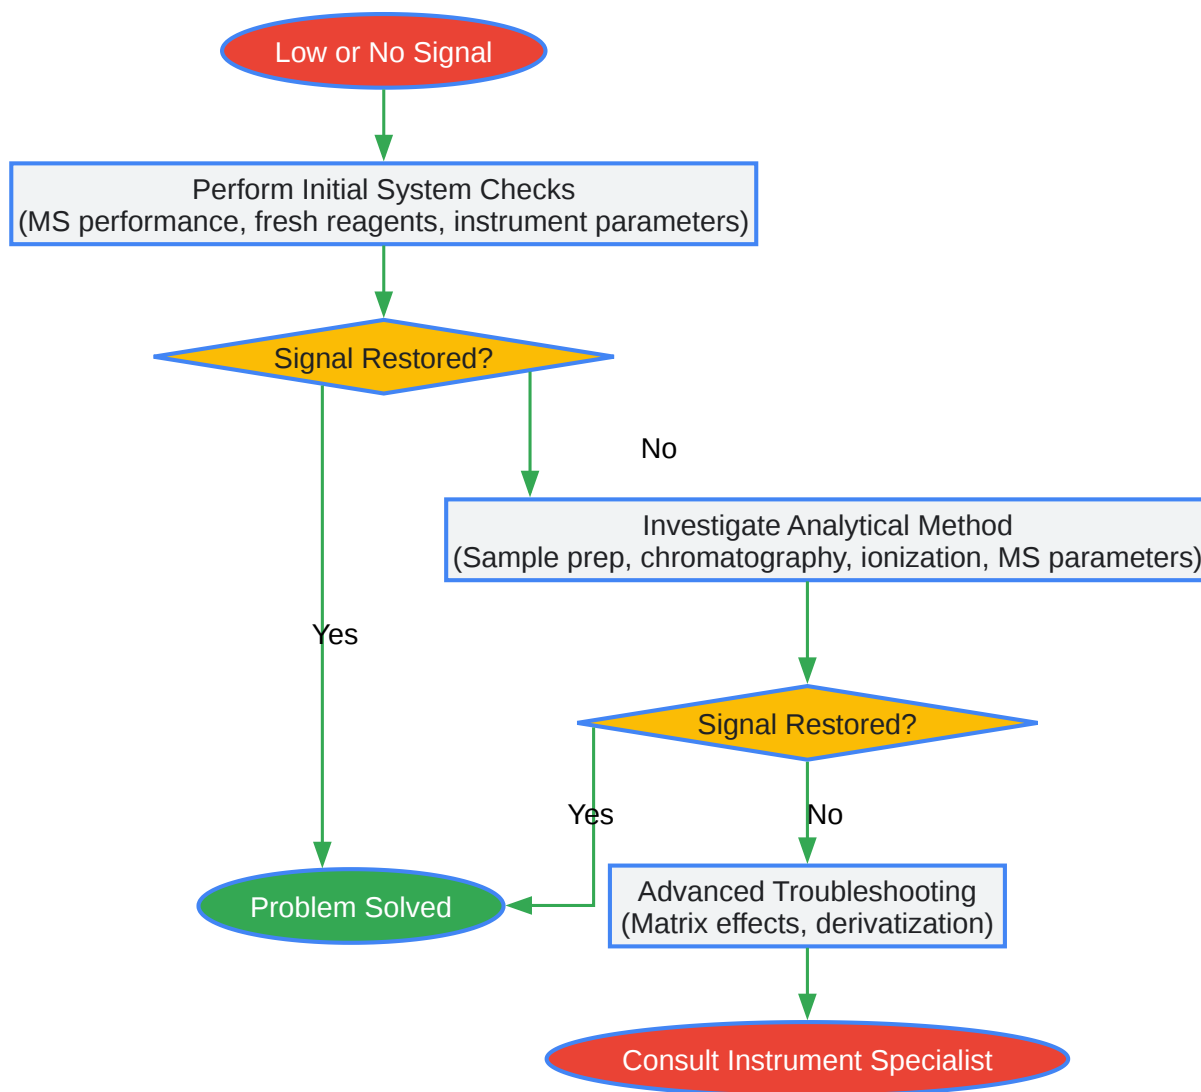 Low or No Signal
Perform Initial System Checks
(MS performance, fresh reagents, instrument parameters)
Signal Restored?
No
Investigate Analytical Method
(Sample prep, chromatography, ionization, MS parameters)
Yes
Signal Restored?
Yes
No
Problem Solved
Advanced Troubleshooting
(Matrix effects, derivatization)
Consult Instrument Specialist